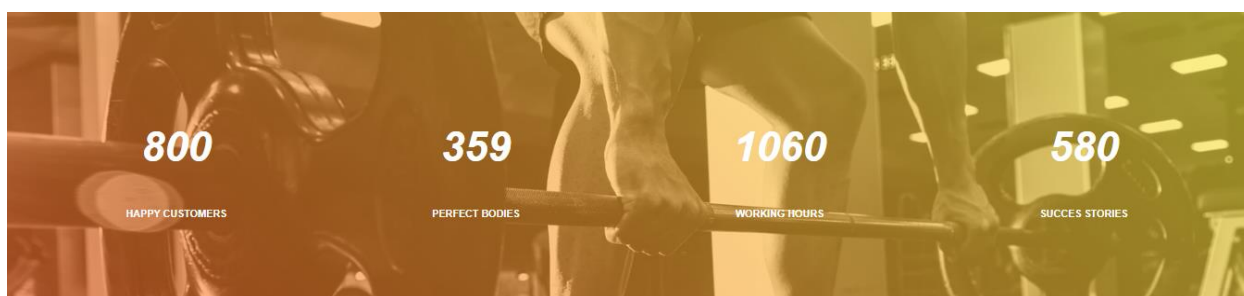 800
359
1060
580
HAPPY CUSTOMERS
PERFECT BODIES
WORKING HOURS
SUCCES STORIES